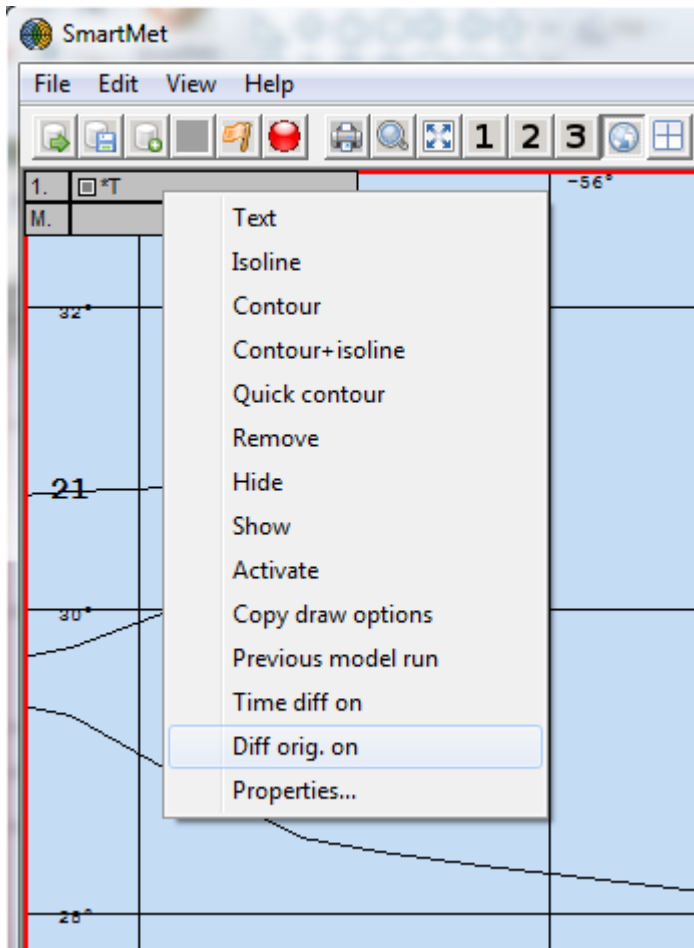 SmartMet
File Edit View Help
1 2 3
1. *T
-56°
M.
Text
Isoline
32°
Contour
Contour+isoline
Quick contour
Remove
Hide
21
Show
Activate
30°
Copy draw options
Previous model run
Time diff on
Diff orig. on
Properties...
28°